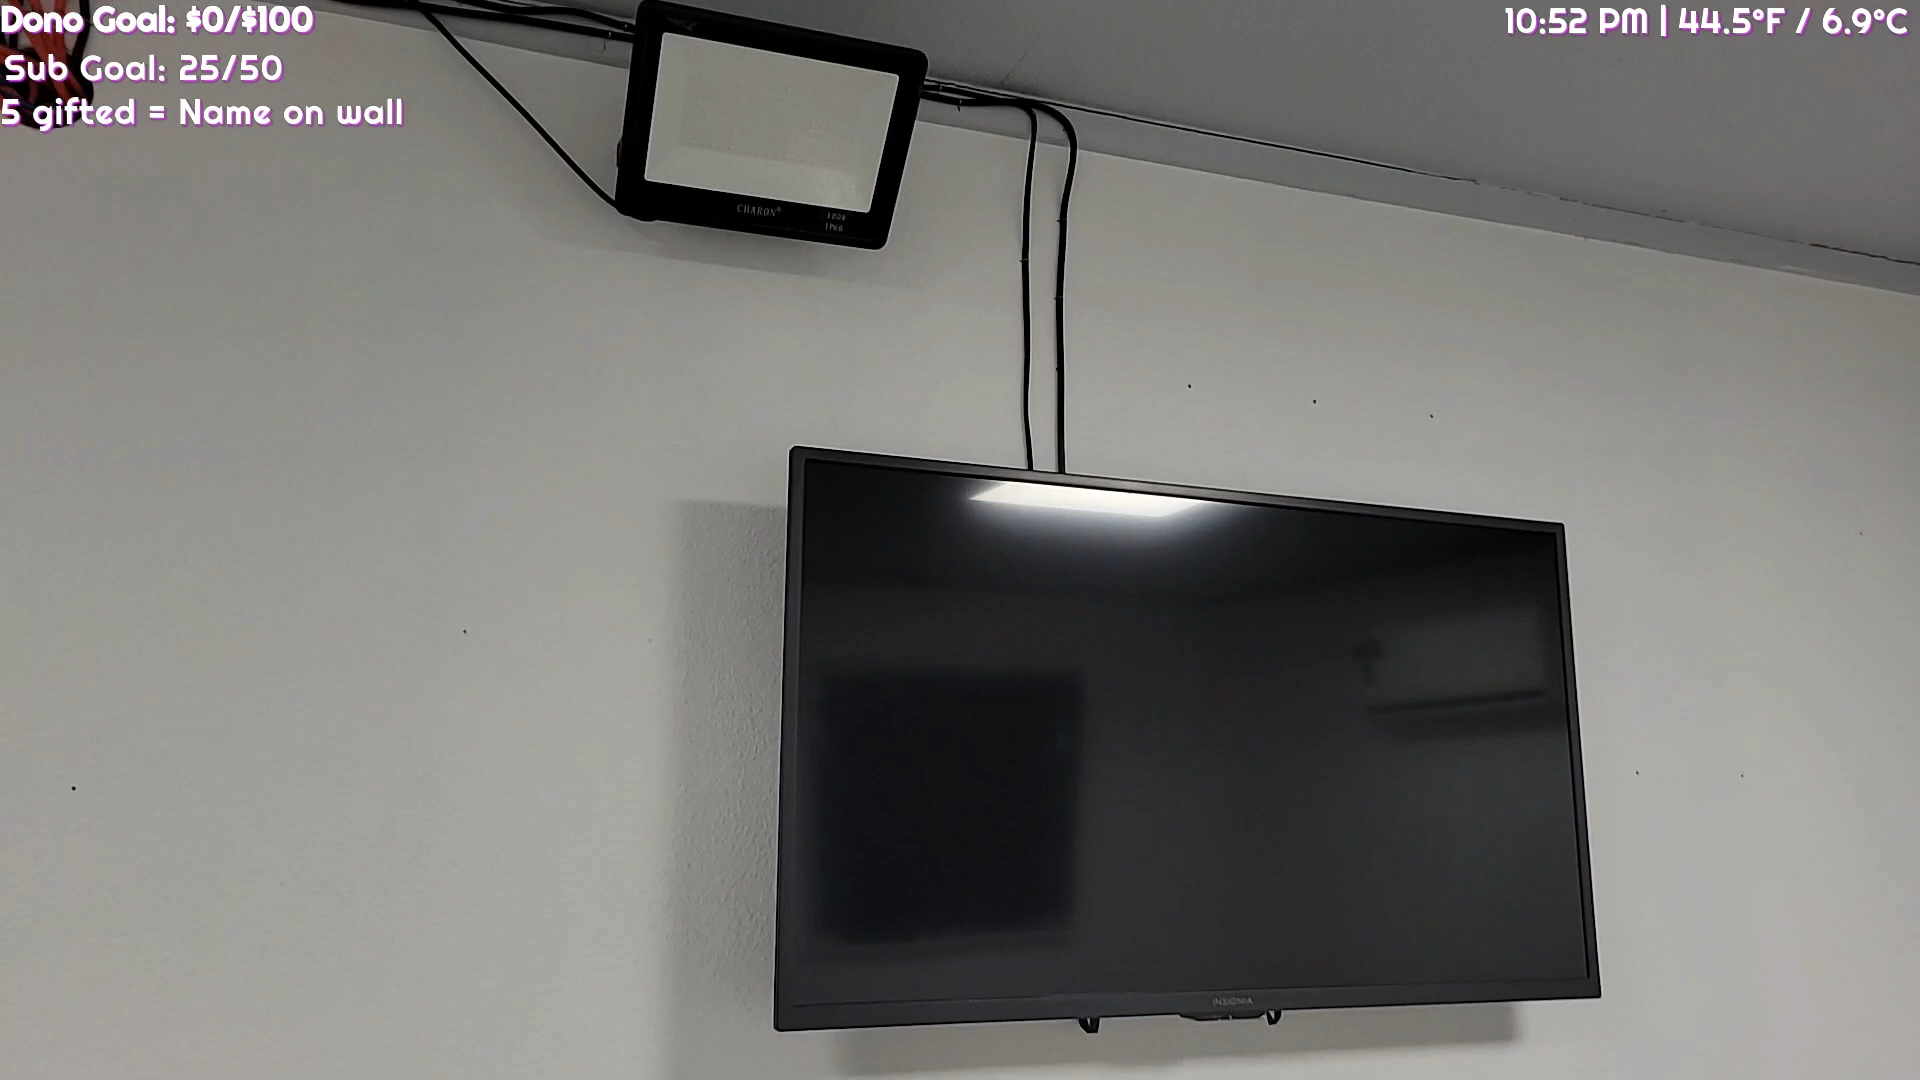 Dono Goal: $0/$100
10:52 PM | 44.5°F / 6.9°C
Sub Goal: 25/50
5 gifted = Name on wall
CHARON®
IP66
INSIGNIA